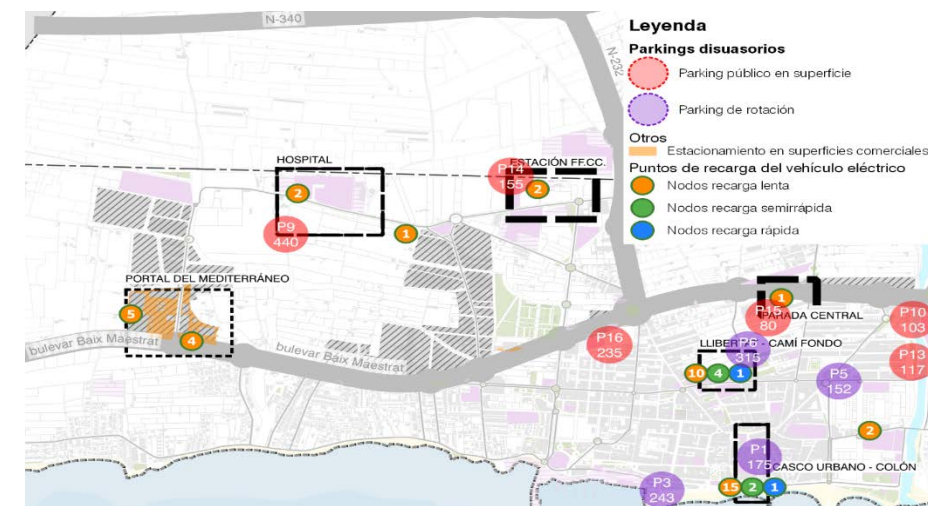 N-340
N-232
Leyenda
Parkings disuasorios
Parking público en superficie
Parking de rotación
Otros
Estacionamiento en superficies comerciales
Puntos de recarga del vehículo eléctrico
Nodos recarga lenta
Nodos recarga semirrápida
Nodos recarga rápida
HOSPITAL
2
P9
440
1
ESTACIÓN FF.CC.
P14
155
2
PORTAL DEL MEDITERRÁNEO
5
4
bulevar Baix Maestrat
bulevar Baix Maestrat
P16
235
1
P15
80
PARADA CENTRAL
P10
103
P13
117
CAMÍ FONDO
P6
315
10
4
1
P5
152
2
P1
175
CASCO URBANO - COLÓN
P3
243
15
2
1